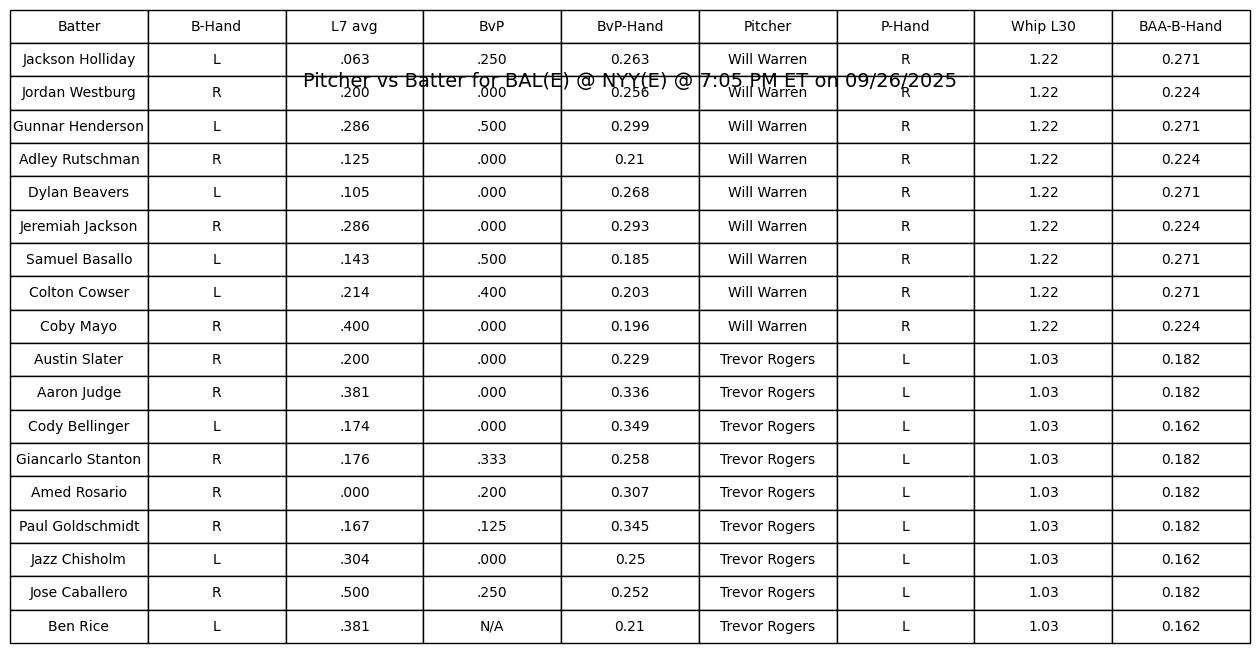 Batter B-Hand L7 avg BvP BvP-Hand Pitcher P-Hand Whip L30 BAA-B-Hand
Jackson Holliday L .063 .250 0.263 Will Warren R 1.22 0.271
Pitcher vs Batter for BAL(E) @ NYY(E) @ 7:05 PM ET on 09/26/2025
Jordan Westburg R .200 .000 0.256 Will Warren R 1.22 0.224
Gunnar Henderson L .286 .500 0.299 Will Warren R 1.22 0.271
Adley Rutschman R .125 .000 0.21 Will Warren R 1.22 0.224
Dylan Beavers L .105 .000 0.268 Will Warren R 1.22 0.271
Jeremiah Jackson R .286 .000 0.293 Will Warren R 1.22 0.224
Samuel Basallo L .143 .500 0.185 Will Warren R 1.22 0.271
Colton Cowser L .214 .400 0.203 Will Warren R 1.22 0.271
Coby Mayo R .400 .000 0.196 Will Warren R 1.22 0.224
Austin Slater R .200 .000 0.229 Trevor Rogers L 1.03 0.182
Aaron Judge R .381 .000 0.336 Trevor Rogers L 1.03 0.182
Cody Bellinger L .174 .000 0.349 Trevor Rogers L 1.03 0.162
Giancarlo Stanton R .176 .333 0.258 Trevor Rogers L 1.03 0.182
Amed Rosario R .000 .200 0.307 Trevor Rogers L 1.03 0.182
Paul Goldschmidt R .167 .125 0.345 Trevor Rogers L 1.03 0.182
Jazz Chisholm L .304 .000 0.25 Trevor Rogers L 1.03 0.162
Jose Caballero R .500 .250 0.252 Trevor Rogers L 1.03 0.182
Ben Rice L .381 N/A 0.21 Trevor Rogers L 1.03 0.162